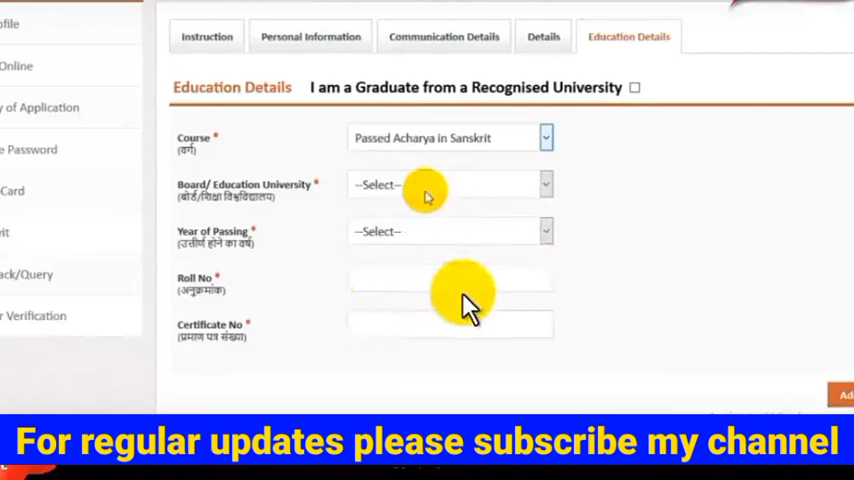 ofile
Online
y of Application
e Password
Card
rit
ack/Query
r Verification
Instruction
Personal Information
Communication Details
Details
Education Details
Education Details I am a Graduate from a Recognised University
Course *
(वर्ग)
Passed Acharya in Sanskrit
Board/ Education University *
(बोर्ड/शिक्षा विश्वविद्यालय)
--Select--
Year of Passing *
(उत्तीर्ण होने का वर्ष)
--Select--
Roll No *
(अनुक्रमांक)
Certificate No *
(प्रमाण पत्र संख्या)
Ad
For regular updates please subscribe my channel